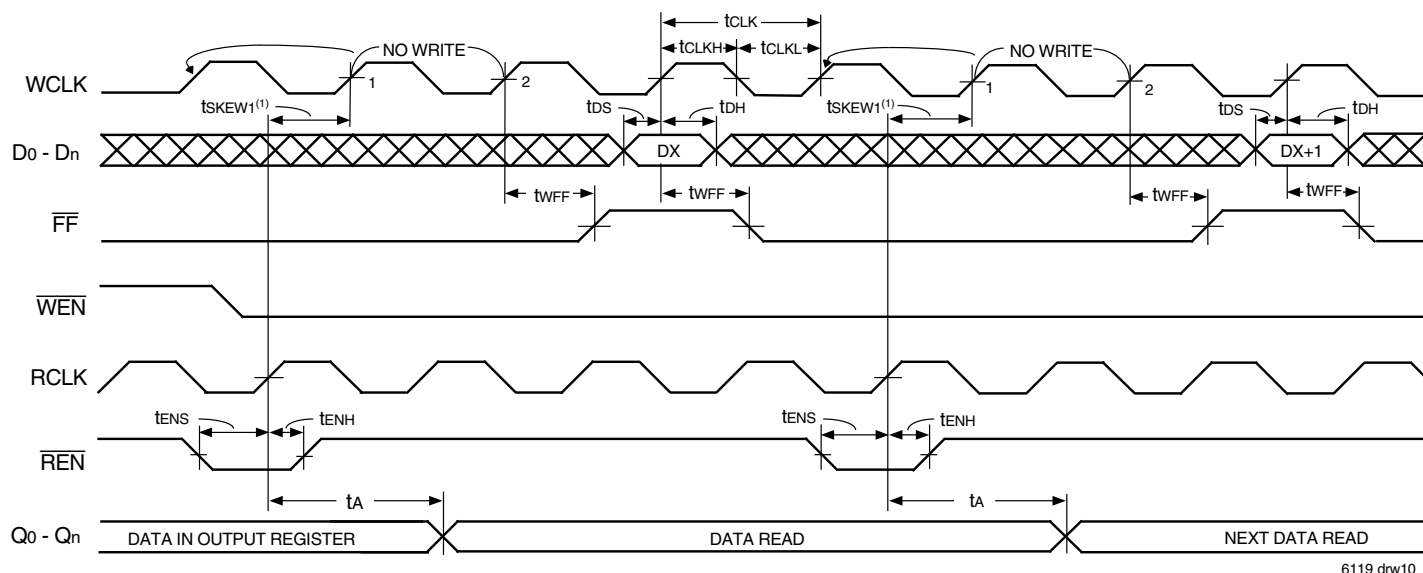 tCLK
NO WRITE
tCLKH
tCLKL
NO WRITE
WCLK
1
2
1
2
tSKEW1(1)
tDS
tDH
tSKEW1(1)
tDS
tDH
D0 - Dn
DX
DX+1
tWFF
tWFF
tWFF
tWFF
FF
WEN
RCLK
tENS
tENH
tENS
tENH
REN
tA
tA
Q0 - Qn
DATA IN OUTPUT REGISTER
DATA READ
NEXT DATA READ
6119 drw10